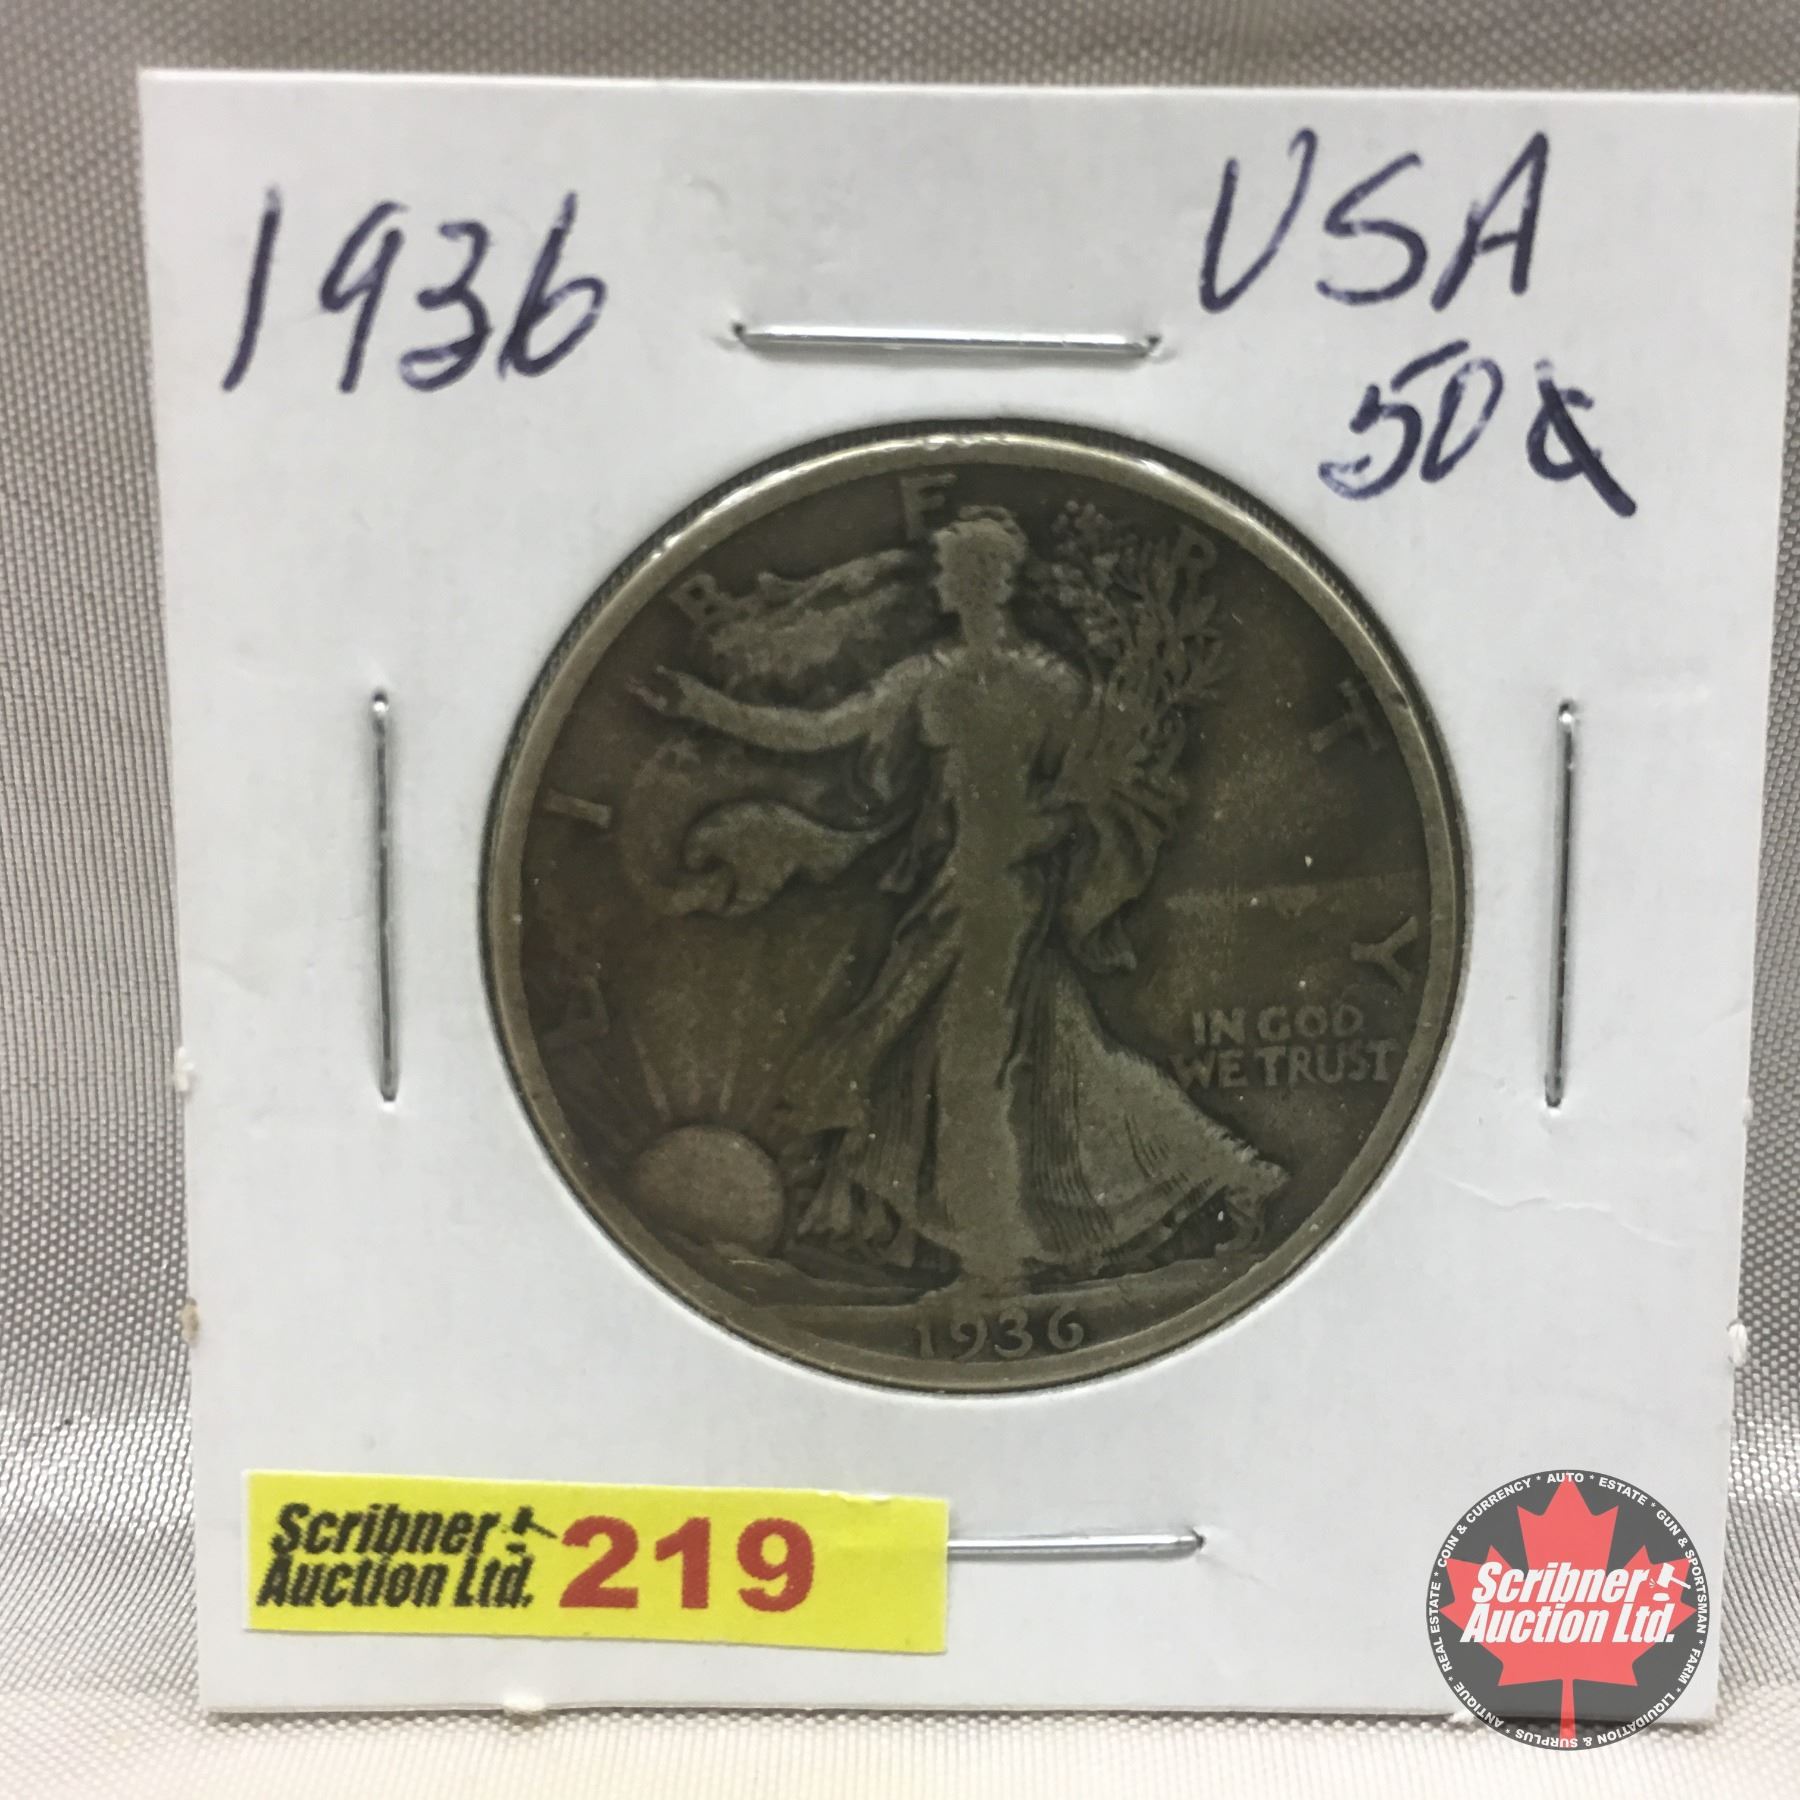 1936
USA
50¢
LIBERTY
IN GOD
WE TRUST
1936
Scribner
Auction Ltd.
219
COIN & CURRENCY * AUTO * ESTATE * GUN & SPORTSMAN * FARM * LIQUIDATION & SURPLUS * ANTIQUE * REAL ESTATE *
Scribner
Auction Ltd.